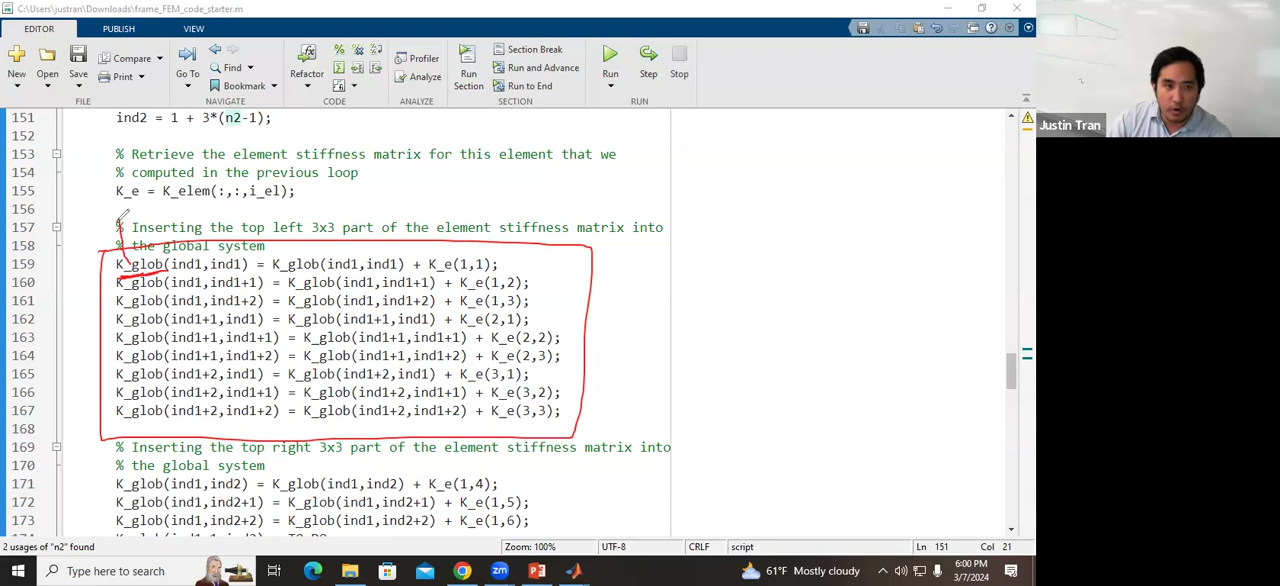 C:\Users\justran\Downloads\frame_FEM_code_starter.m
EDITOR PUBLISH VIEW
New Open Save Compare Print
Go To Find Bookmark
Refactor
Profiler Analyze
Run Section
Section Break
Run and Advance
Run to End
Run Step Stop
FILE NAVIGATE CODE ANALYZE SECTION RUN
151 ind2 = 1 + 3*(n2-1);
152
153 % Retrieve the element stiffness matrix for this element that we
154 % computed in the previous loop
155 K_e = K_elem(:,:,i_el);
156
157 % Inserting the top left 3x3 part of the element stiffness matrix into
158 % the global system
159 K_glob(ind1,ind1) = K_glob(ind1,ind1) + K_e(1,1);
160 K_glob(ind1,ind1+1) = K_glob(ind1,ind1+1) + K_e(1,2);
161 K_glob(ind1,ind1+2) = K_glob(ind1,ind1+2) + K_e(1,3);
162 K_glob(ind1+1,ind1) = K_glob(ind1+1,ind1) + K_e(2,1);
163 K_glob(ind1+1,ind1+1) = K_glob(ind1+1,ind1+1) + K_e(2,2);
164 K_glob(ind1+1,ind1+2) = K_glob(ind1+1,ind1+2) + K_e(2,3);
165 K_glob(ind1+2,ind1) = K_glob(ind1+2,ind1) + K_e(3,1);
166 K_glob(ind1+2,ind1+1) = K_glob(ind1+2,ind1+1) + K_e(3,2);
167 K_glob(ind1+2,ind1+2) = K_glob(ind1+2,ind1+2) + K_e(3,3);
168
169 % Inserting the top right 3x3 part of the element stiffness matrix into
170 % the global system
171 K_glob(ind1,ind2) = K_glob(ind1,ind2) + K_e(1,4);
172 K_glob(ind1,ind2+1) = K_glob(ind1,ind2+1) + K_e(1,5);
173 K_glob(ind1,ind2+2) = K_glob(ind1,ind2+2) + K_e(1,6);
2 usages of "n2" found Zoom: 100% UTF-8 CRLF script Ln 151 Col 21
Type here to search
61°F Mostly cloudy
6:00 PM
3/7/2024
Justin Tran